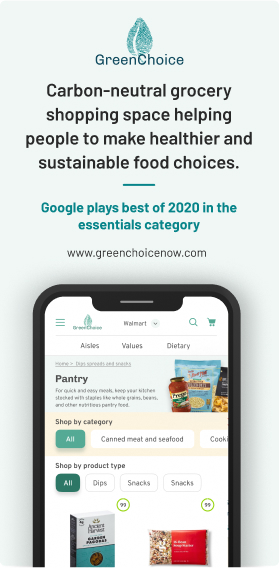 GreenChoice
Carbon-neutral grocery
shopping space helping
people to make healthier and
sustainable food choices.
Google plays best of 2020 in the
essentials category
www.greenchoicenow.com
GreenChoice
Walmart
Aisles Values Dietary
Home > Dips spreads and snacks
Pantry
For quick and easy meals, keep your kitchen
stocked with staples like whole grains, beans,
and other nutritious pantry food.
Shop by category
All Canned meat and seafood Cooki
Shop by product type
All Dips Snacks Snacks
99 99
Ancient
Harvest